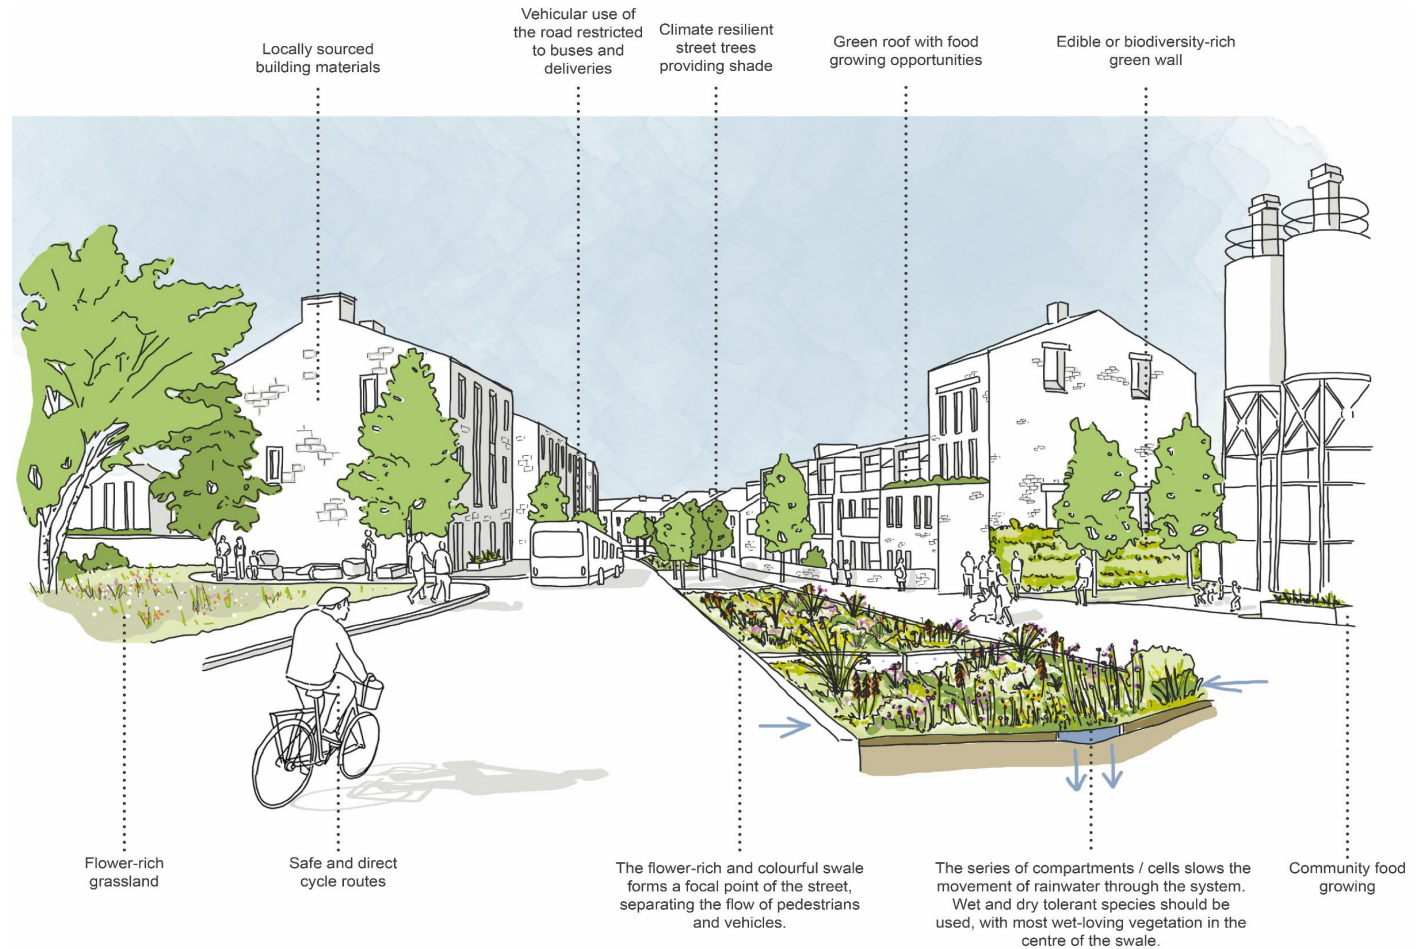 Locally sourced
building materials
Vehicular use of
the road restricted
to buses and
deliveries
Climate resilient
street trees
providing shade
Green roof with food
growing opportunities
Edible or biodiversity-rich
green wall
Flower-rich
grassland
Safe and direct
cycle routes
The flower-rich and colourful swale
forms a focal point of the street,
separating the flow of pedestrians
and vehicles.
The series of compartments / cells slows the
movement of rainwater through the system.
Wet and dry tolerant species should be
used, with most wet-loving vegetation in the
centre of the swale.
Community food
growing